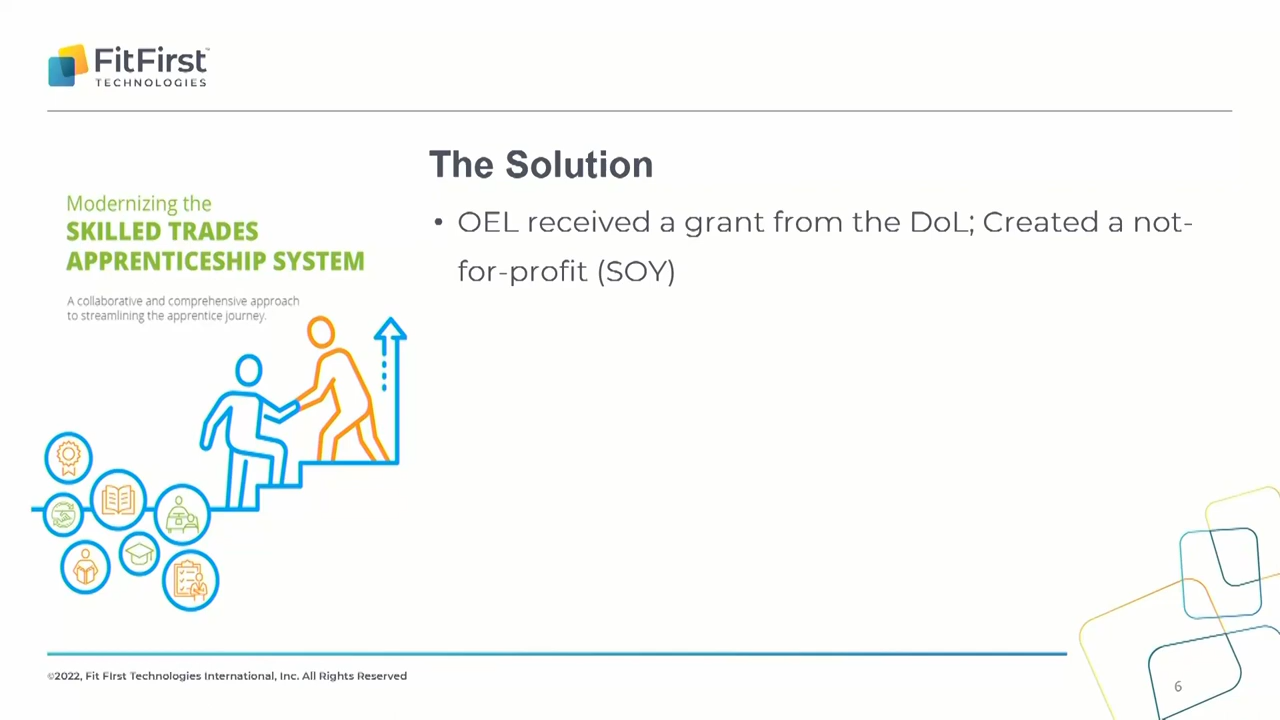 FitFirst™
TECHNOLOGIES
The Solution
• OEL received a grant from the DoL; Created a not-
for-profit (SOY)
Modernizing the
SKILLED TRADES
APPRENTICESHIP SYSTEM
A collaborative and comprehensive approach
to streamlining the apprentice journey.
©2022, Fit FIrst Technologies International, Inc. All Rights Reserved
6